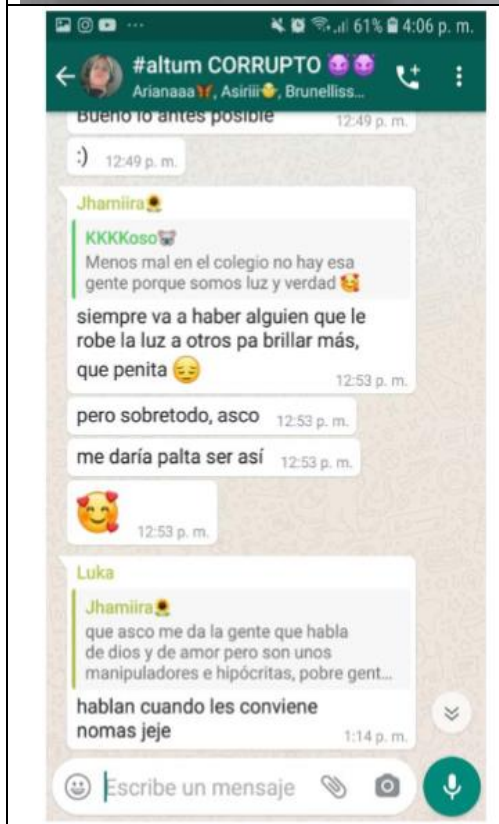 61% 4:06 p. m.
#altum CORRUPTO 😈😈
Arianaaa🦋, Asiriii🐥, Brunelliss...
Bueno lo antes posible 12:49 p. m.
:) 12:49 p. m.
Jhamiira🌻
KKKKoso🐨
Menos mal en el colegio no hay esa
gente porque somos luz y verdad 🥰
siempre va a haber alguien que le
robe la luz a otros pa brillar más,
que penita 😔
12:53 p. m.
pero sobretodo, asco 12:53 p. m.
me daría palta ser así 12:53 p. m.
🥰
12:53 p. m.
Luka
Jhamiira🌻
que asco me da la gente que habla
de dios y de amor pero son unos
manipuladores e hipócritas, pobre gent...
hablan cuando les conviene
nomas jeje
1:14 p. m.
Escribe un mensaje